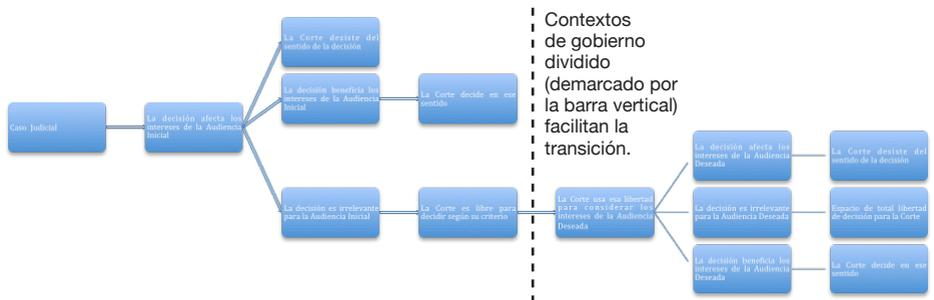 Caso Judicial
La decisión afecta los
intereses de la Audiencia
Inicial
La Corte desiste del
sentido de la decisión
La decisión beneficia los
intereses de la Audiencia
Inicial
La Corte decide en ese
sentido
La decisión es irrelevante
para la Audiencia Inicial
La Corte es libre para
decidir según su criterio
Contextos
de gobierno
dividido
(demarcado por
la barra vertical)
facilitan la
transición.
La Corte usa esa libertad
para considerar los
intereses de la Audiencia
Deseada
La decisión afecta los
intereses de la Audiencia
Deseada
La Corte desiste del
sentido de la decisión
La decisión es irrelevante
para la Audiencia Deseada
Espacio de total libertad
de decisión para la Corte
La decisión beneficia los
intereses de la Audiencia
Deseada
La Corte decide en ese
sentido